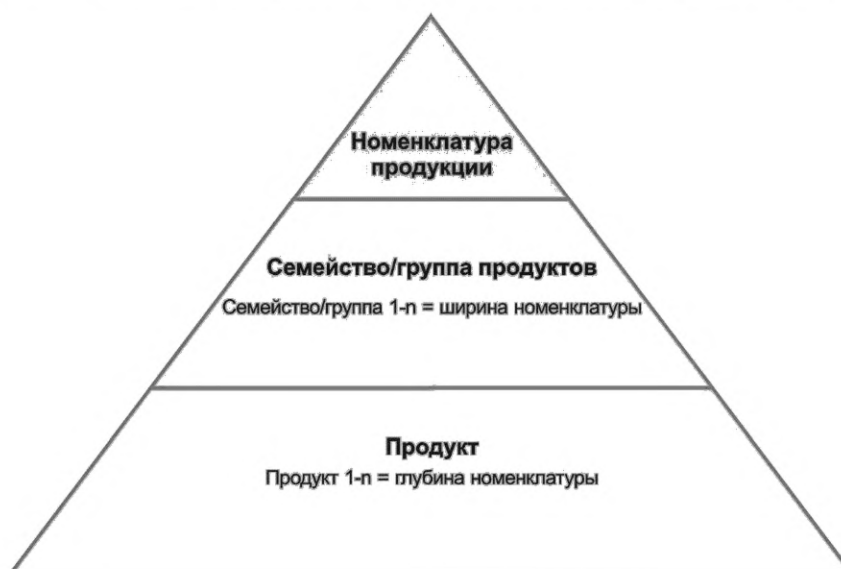 Номенклатура
продукции
Семейство/группа продуктов
Семейство/группа 1-n = ширина номенклатуры
Продукт
Продукт 1-n = глубина номенклатуры